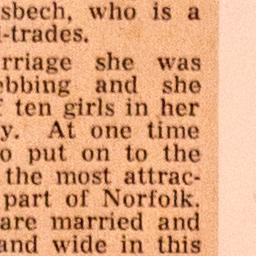 sbech, who is a
-trades.
rriage she was
ebbing and she
f ten girls in her
y. At one time
o put on to the
the most attrac-
part of Norfolk.
are married and
and wide in this